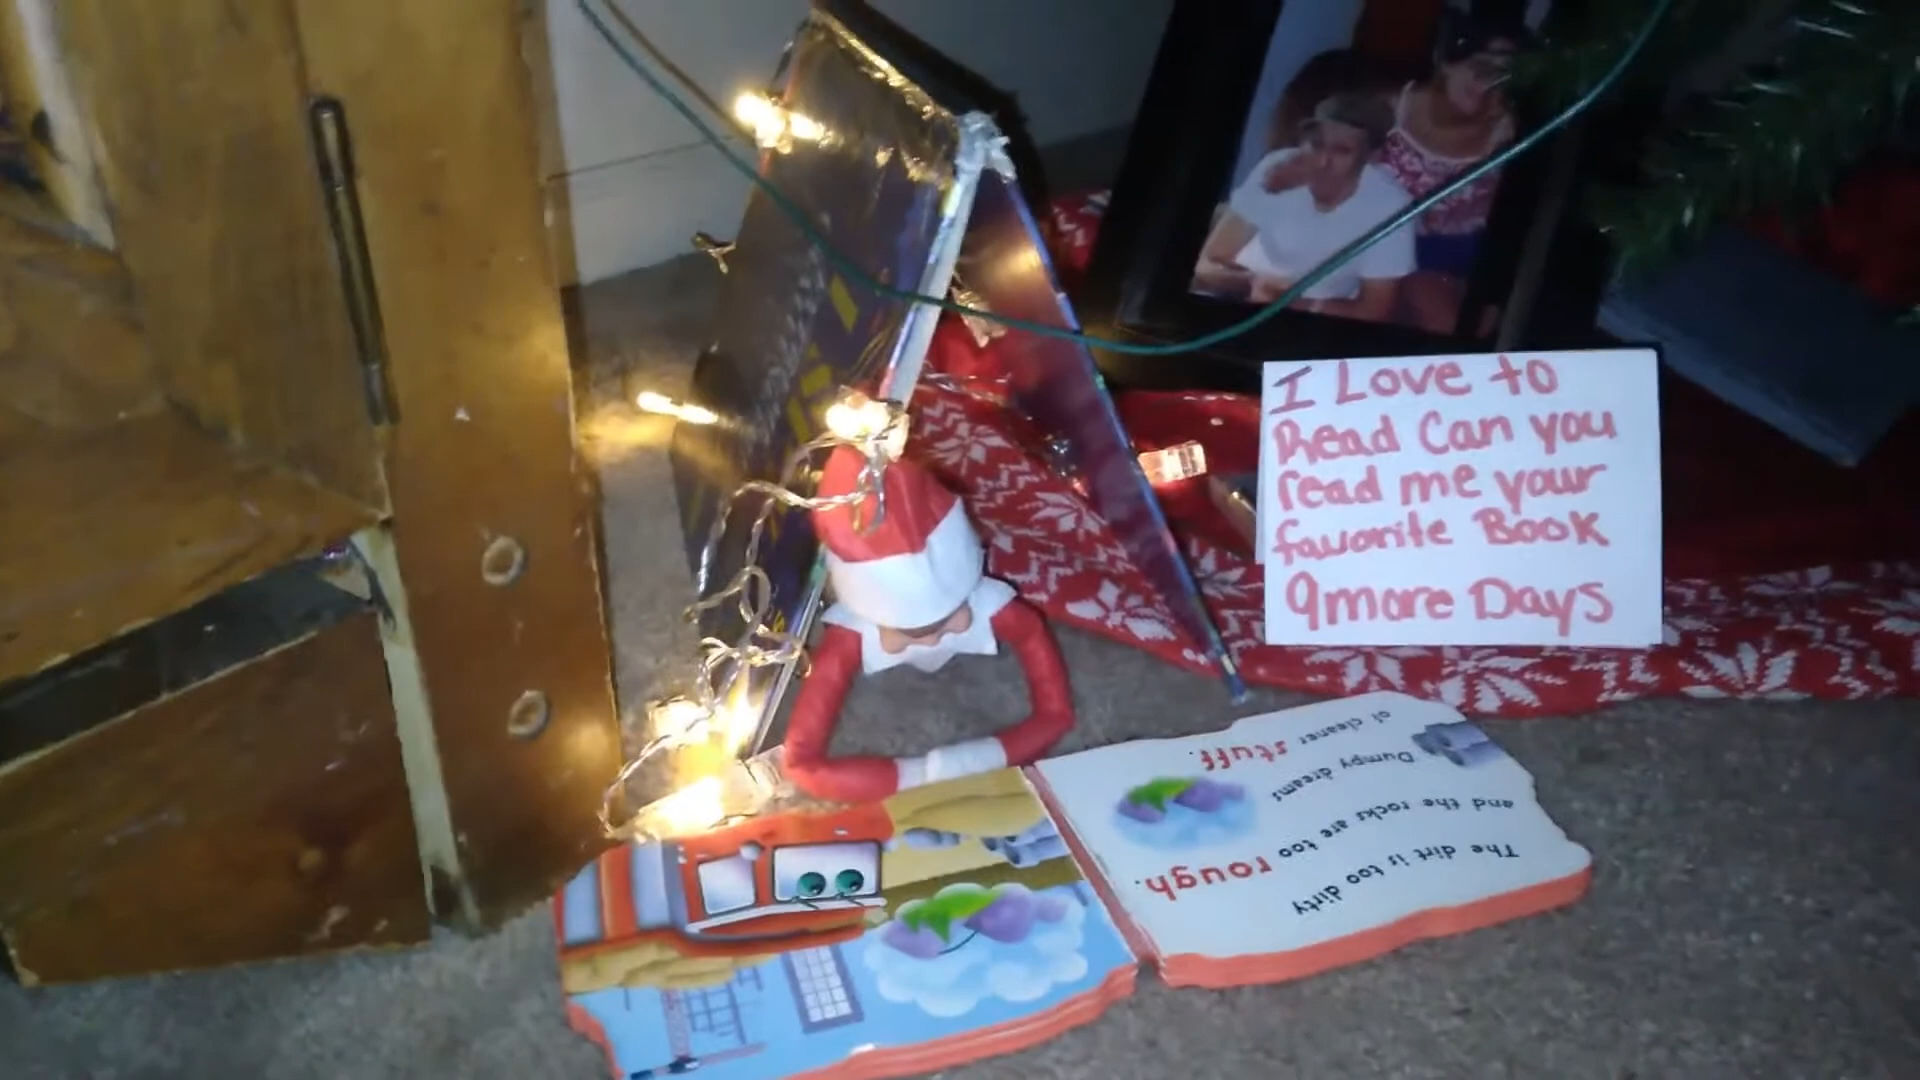 I Love to
Read Can you
read me your
favorite Book
9more Days
The dirt is too dirty
and the rocks are too rough.
Dumpy dreams
of cleaner stuff.